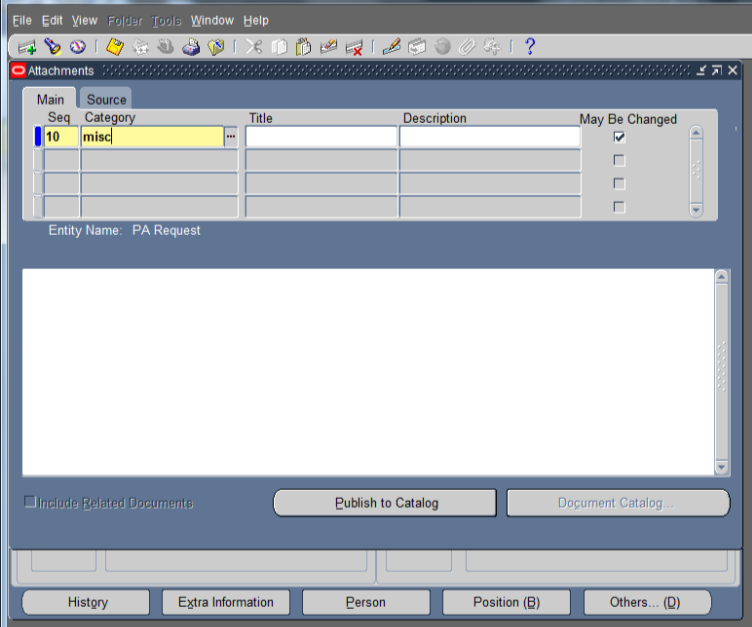 File Edit View Folder Tools Window Help
?
Attachments
Main Source
Seq Category Title Description May Be Changed
10 misc ...
Entity Name: PA Request
Include Related Documents Publish to Catalog Document Catalog...
History Extra Information Person Position (B) Others... (D)